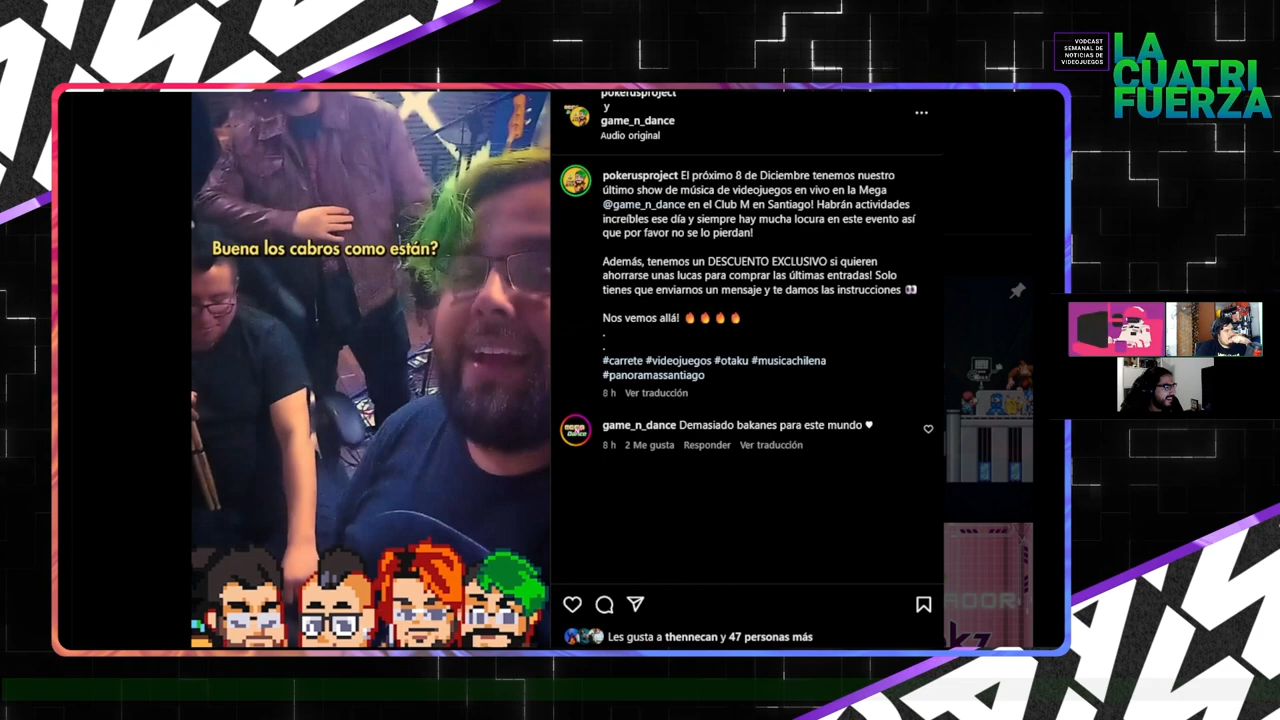 VODCAST
SEMANAL DE
NOTICIAS DE
VIDEOJUEGOS
LA
CUATRI
FUERZA
pokerusproject
y
game_n_dance
Audio original
pokerusproject El próximo 8 de Diciembre tenemos nuestro
último show de música de videojuegos en vivo en la Mega
@game_n_dance en el Club M en Santiago! Habrán actividades
increíbles ese día y siempre hay mucha locura en este evento así
que por favor no se lo pierdan!
Además, tenemos un DESCUENTO EXCLUSIVO si quieren
ahorrarse unas lucas para comprar las últimas entradas! Solo
tienes que enviarnos un mensaje y te damos las instrucciones 👀
Nos vemos allá! 🔥🔥🔥🔥
.
.
#carrete #videojuegos #otaku #musicachilena
#panoramassantiago
8 h Ver traducción
game_n_dance Demasiado bakanes para este mundo ♥
8 h 2 Me gusta Responder Ver traducción
Les gusta a thennecan y 47 personas más
Buena los cabros como están?